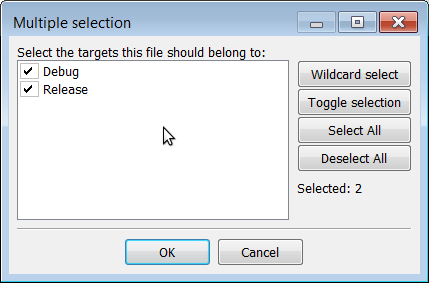 Multiple selection
Select the targets this file should belong to:
Debug
Release
Wildcard select
Toggle selection
Select All
Deselect All
Selected: 2
OK
Cancel